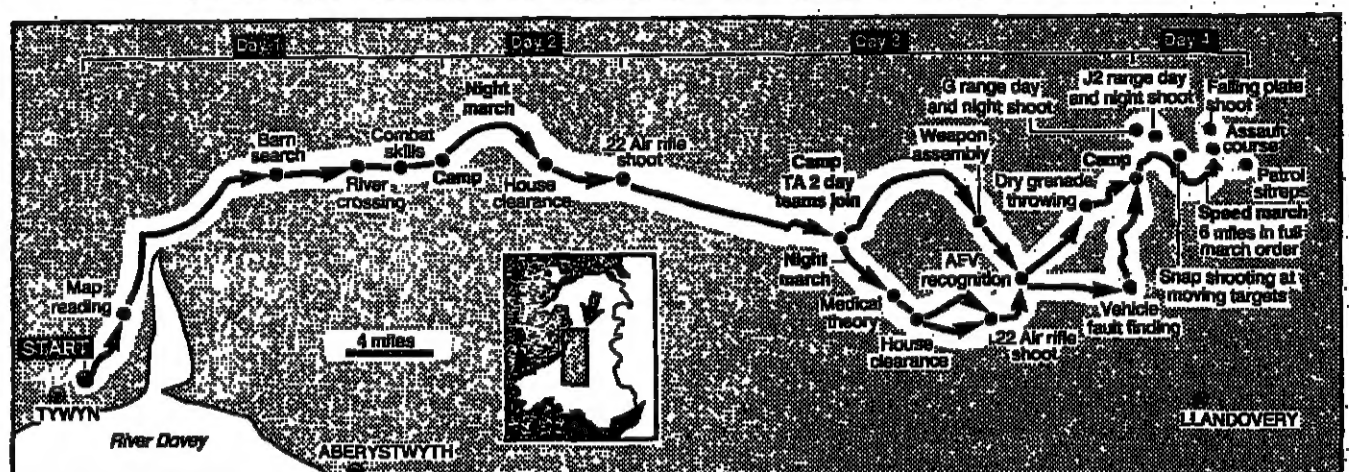 Day 1
Day 2
Day 3
Day 4
START
TYWYN
Map
reading
River Dovey
ABERYSTWYTH
Barn
search
River
crossing
Combat
skills
Camp
Night
march
House
clearance
.22 Air rifle
shoot
4 miles
Camp
TA 2 day
teams join
Night
march
Medical
theory
House
clearance
.22 Air rifle
shoot
AFV
recognition
Weapon
assembly
Dry grenade
throwing
Camp
Vehicle
fault finding
G range day
and night shoot
J2 range day
and night shoot
Falling plate
shoot
Assault
course
Patrol
sitreps
Speed march
6 miles in full
march order
Snap shooting at
moving targets
LLANDOVERY